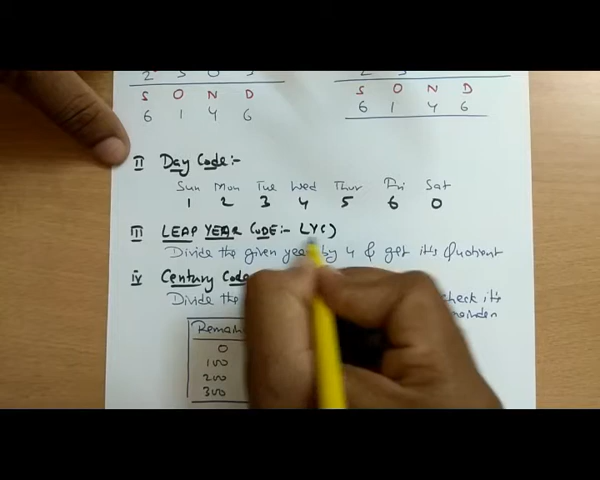 S O N D
6 1 4 6
S O N D
6 1 4 6
II Day Code:-
Sun Mon Tue Wed Thur Fri Sat
1 2 3 4 5 6 0
III LEAP YEAR CODE:- LYC)
Divide the given year by 4 & get it's Quotient
iv Century Code
Divide the check it's
Remain
0
100
200
300